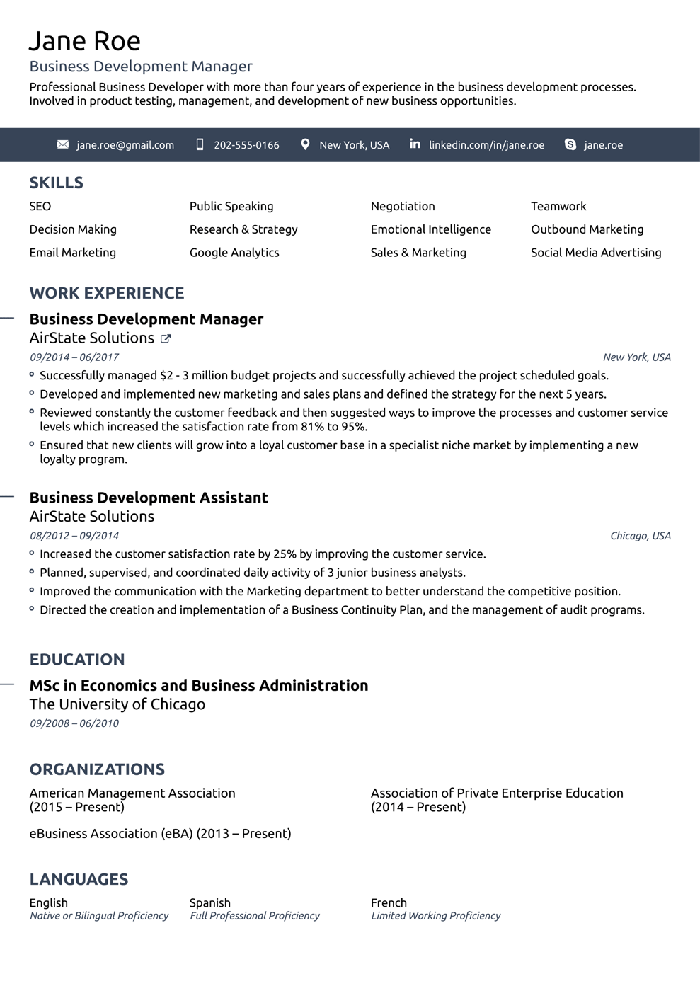 Jane Roe
Business Development Manager
Professional Business Developer with more than four years of experience in the business development processes.
Involved in product testing, management, and development of new business opportunities.
jane.roe@gmail.com 202-555-0166 New York, USA linkedin.com/in/jane.roe jane.roe
SKILLS
SEO Public Speaking Negotiation Teamwork
Decision Making Research & Strategy Emotional Intelligence Outbound Marketing
Email Marketing Google Analytics Sales & Marketing Social Media Advertising
WORK EXPERIENCE
Business Development Manager
AirState Solutions
09/2014 – 06/2017 New York, USA
Successfully managed $2 - 3 million budget projects and successfully achieved the project scheduled goals.
Developed and implemented new marketing and sales plans and defined the strategy for the next 5 years.
Reviewed constantly the customer feedback and then suggested ways to improve the processes and customer service
levels which increased the satisfaction rate from 81% to 95%.
Ensured that new clients will grow into a loyal customer base in a specialist niche market by implementing a new
loyalty program.
Business Development Assistant
AirState Solutions
08/2012 – 09/2014 Chicago, USA
Increased the customer satisfaction rate by 25% by improving the customer service.
Planned, supervised, and coordinated daily activity of 3 junior business analysts.
Improved the communication with the Marketing department to better understand the competitive position.
Directed the creation and implementation of a Business Continuity Plan, and the management of audit programs.
EDUCATION
MSc in Economics and Business Administration
The University of Chicago
09/2008 – 06/2010
ORGANIZATIONS
American Management Association
(2015 – Present)
Association of Private Enterprise Education
(2014 – Present)
eBusiness Association (eBA) (2013 – Present)
LANGUAGES
English Spanish French
Native or Bilingual Proficiency Full Professional Proficiency Limited Working Proficiency